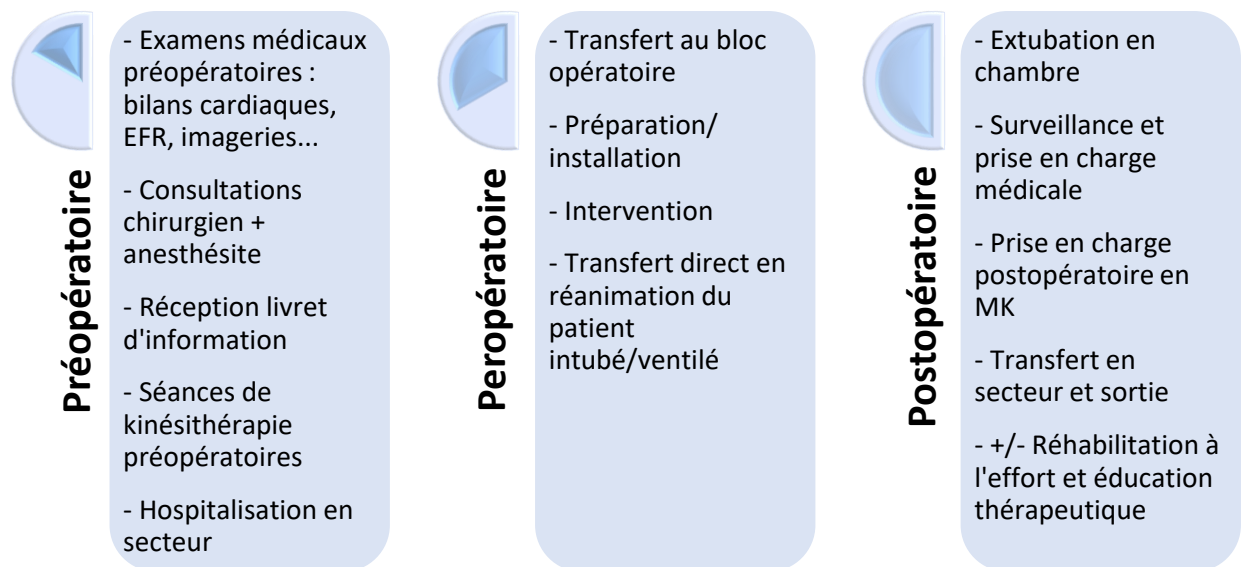 Préopératoire
- Examens médicaux
préopératoires :
bilans cardiaques,
EFR, imageries...
- Consultations
chirurgien +
anesthésite
- Réception livret
d'information
- Séances de
kinésithérapie
préopératoires
- Hospitalisation en
secteur
Peropératoire
- Transfert au bloc
opératoire
- Préparation/
installation
- Intervention
- Transfert direct en
réanimation du
patient
intubé/ventilé
Postopératoire
- Extubation en
chambre
- Surveillance et
prise en charge
médicale
- Prise en charge
postopératoire en
MK
- Transfert en
secteur et sortie
- +/- Réhabilitation à
l'effort et éducation
thérapeutique